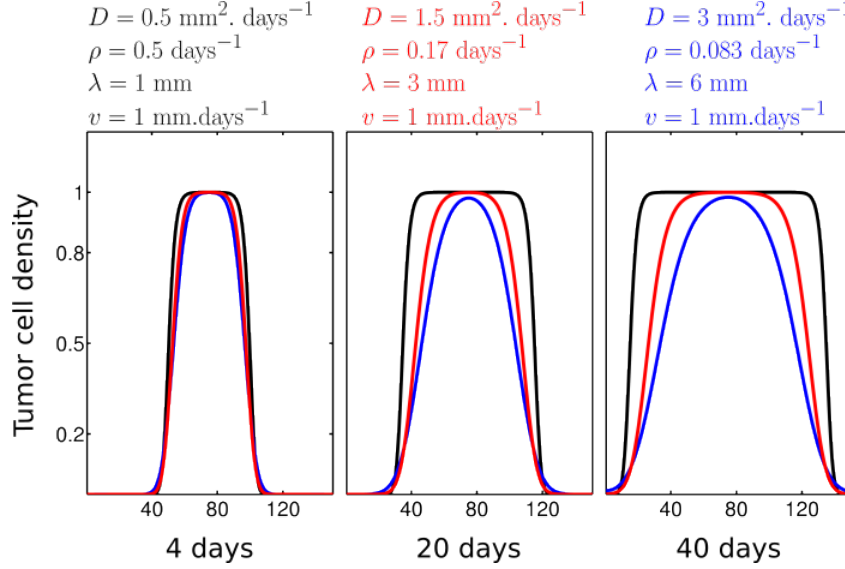 D = 0.5 mm². days⁻¹
ρ = 0.5 days⁻¹
λ = 1 mm
v = 1 mm.days⁻¹
D = 1.5 mm². days⁻¹
ρ = 0.17 days⁻¹
λ = 3 mm
v = 1 mm.days⁻¹
D = 3 mm². days⁻¹
ρ = 0.083 days⁻¹
λ = 6 mm
v = 1 mm.days⁻¹
Tumor cell density
1
0.8
0.5
0.2
40 120
40 120
40 120
4 days
20 days
40 days